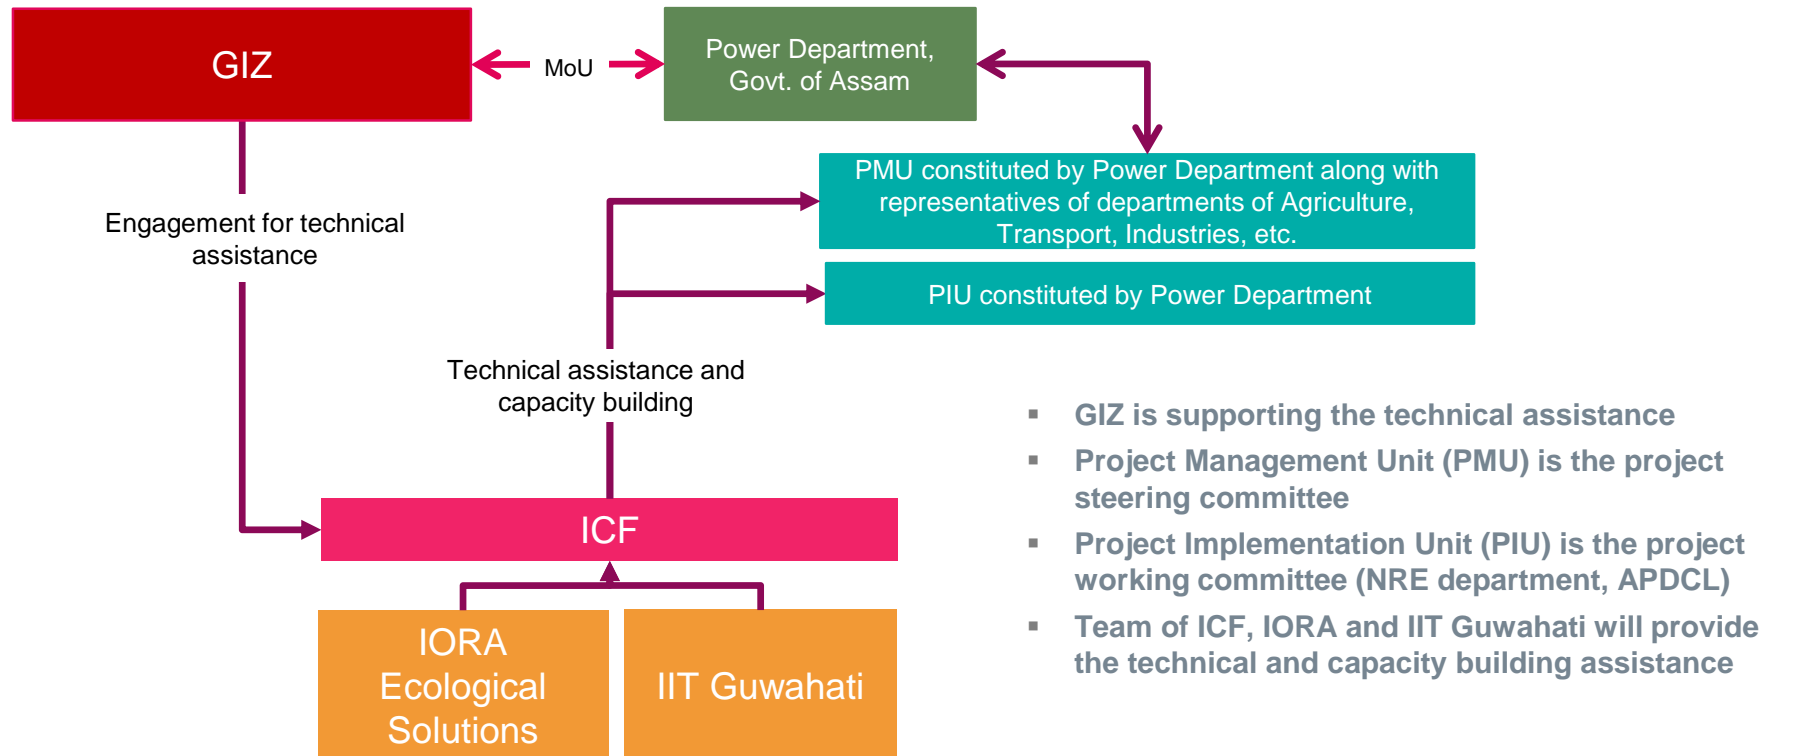 GIZ
MoU
Power Department,
Govt. of Assam
PMU constituted by Power Department along with
representatives of departments of Agriculture,
Transport, Industries, etc.
Engagement for technical
assistance
PIU constituted by Power Department
Technical assistance and
capacity building
ICF
IORA
Ecological
Solutions
IIT Guwahati
▪ GIZ is supporting the technical assistance
▪ Project Management Unit (PMU) is the project
steering committee
▪ Project Implementation Unit (PIU) is the project
working committee (NRE department, APDCL)
▪ Team of ICF, IORA and IIT Guwahati will provide
the technical and capacity building assistance